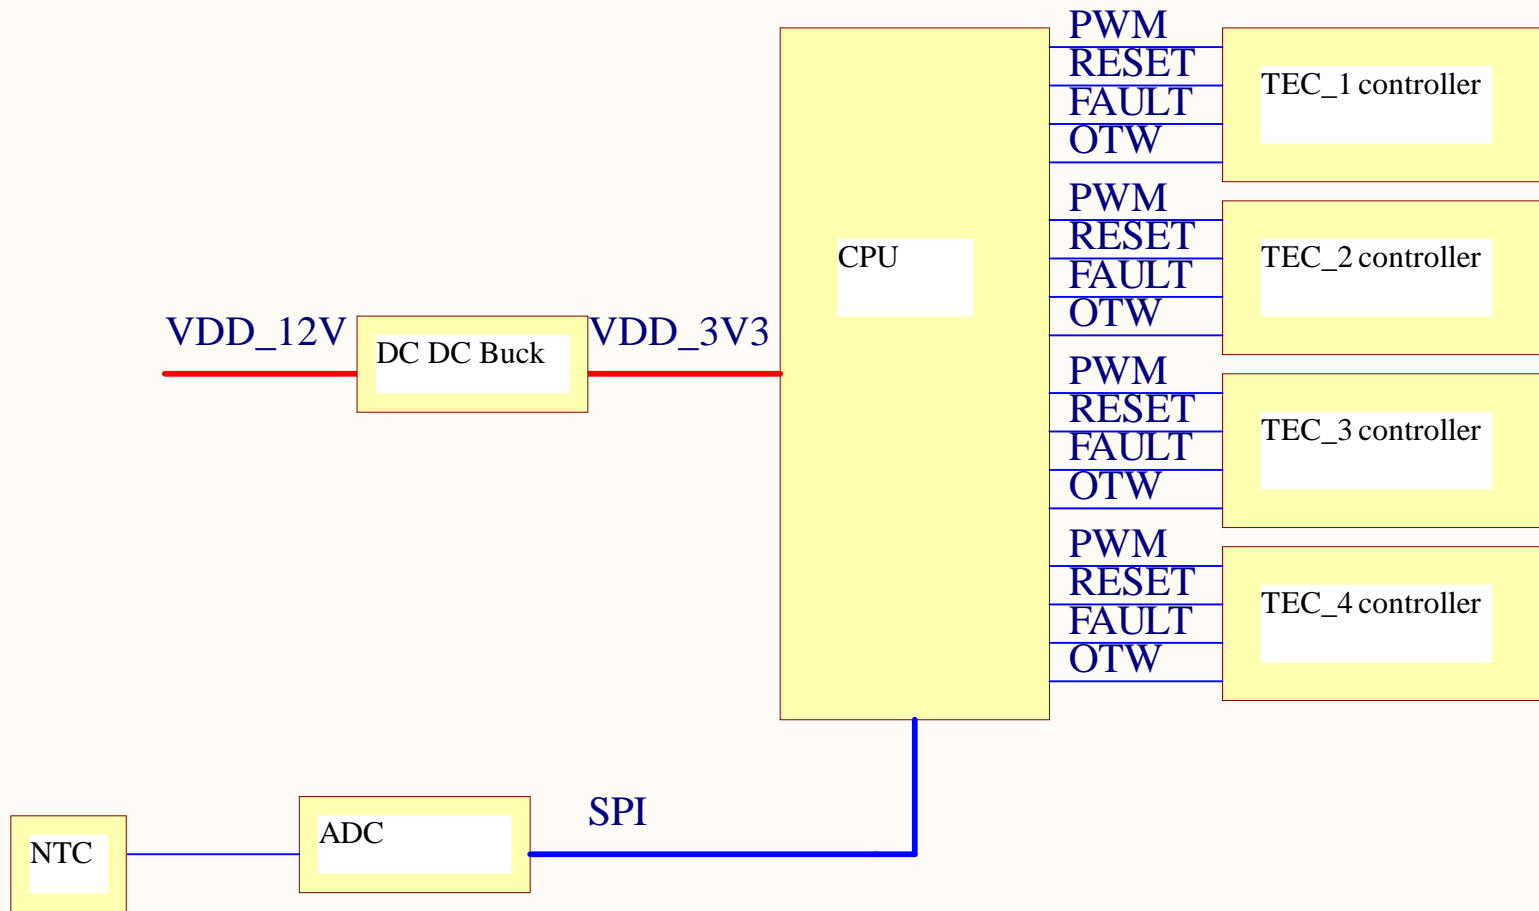 PWM
RESET
FAULT
OTW
TEC_1 controller
PWM
RESET
FAULT
OTW
TEC_2 controller
CPU
VDD_12V
DC DC Buck
VDD_3V3
PWM
RESET
FAULT
OTW
TEC_3 controller
PWM
RESET
FAULT
OTW
TEC_4 controller
SPI
ADC
NTC